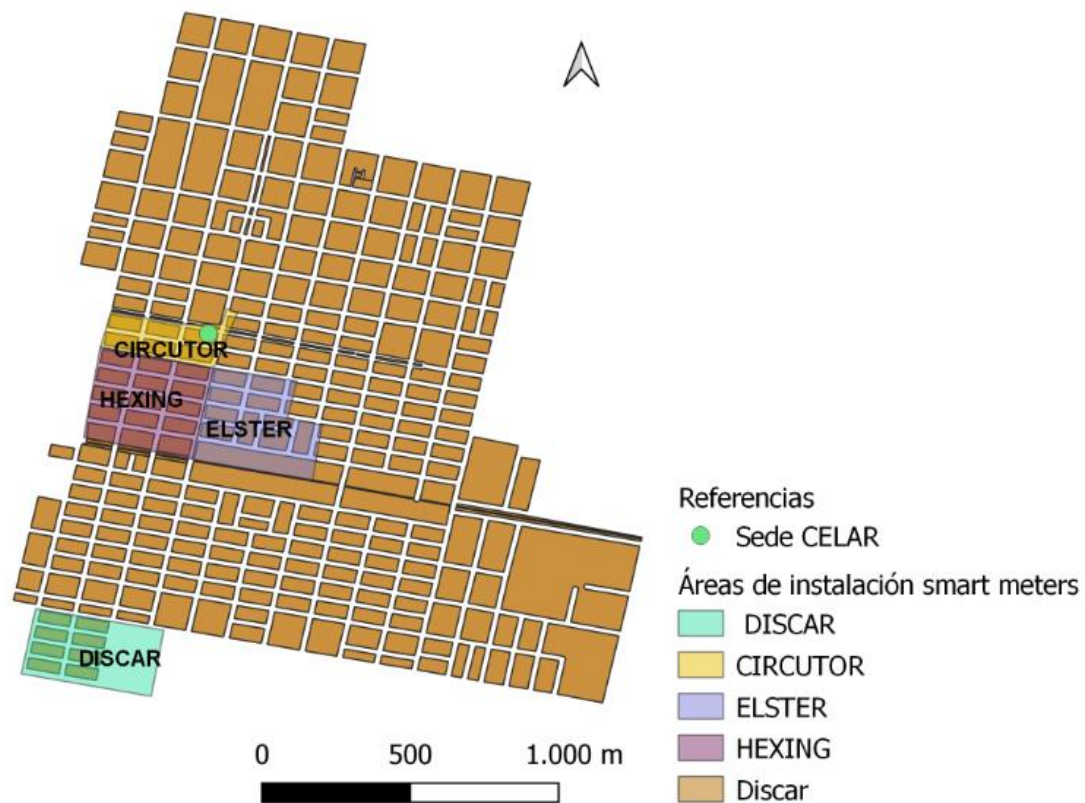 CIRCUTOR
HEXING
ELSTER
DISCAR
Referencias
Sede CELAR
Áreas de instalación smart meters
DISCAR
CIRCUTOR
ELSTER
HEXING
Discar
0 500 1.000 m